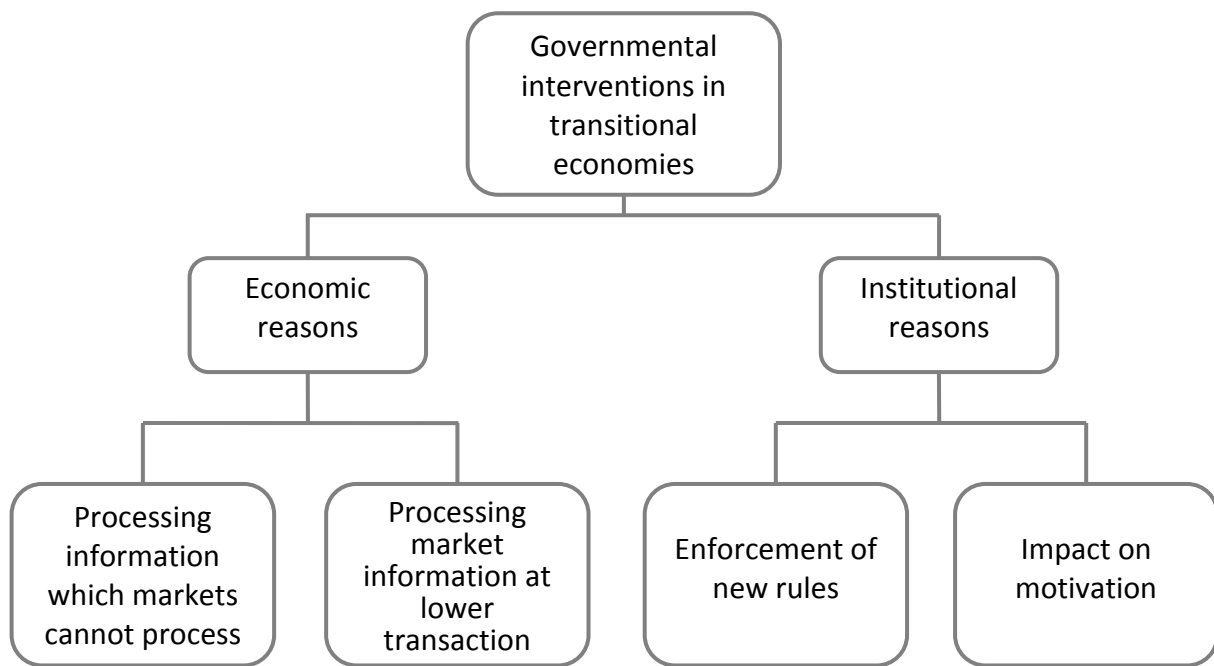 Governmental
interventions in
transitional
economies
Economic
reasons
Institutional
reasons
Processing
information
which markets
cannot process
Processing
market
information at
lower
transaction
Enforcement of
new rules
Impact on
motivation